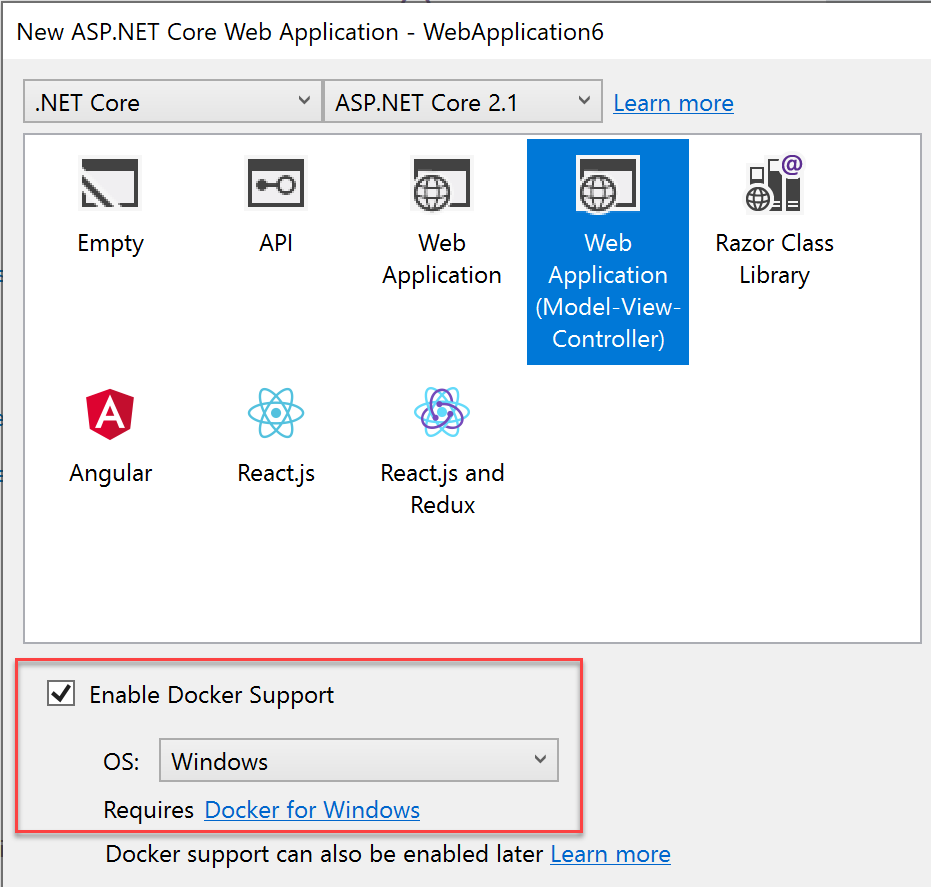 New ASP.NET Core Web Application - WebApplication6
.NET Core
ASP.NET Core 2.1
Learn more
Empty
API
Web
Application
Web
Application
(Model-View-
Controller)
Razor Class
Library
Angular
React.js
React.js and
Redux
Enable Docker Support
OS:
Windows
Requires Docker for Windows
Docker support can also be enabled later Learn more